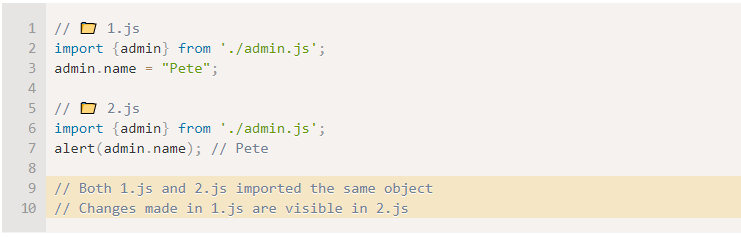 1 // 📁 1.js
2 import {admin} from './admin.js';
3 admin.name = "Pete";
4
5 // 📁 2.js
6 import {admin} from './admin.js';
7 alert(admin.name); // Pete
8
9 // Both 1.js and 2.js imported the same object
10 // Changes made in 1.js are visible in 2.js